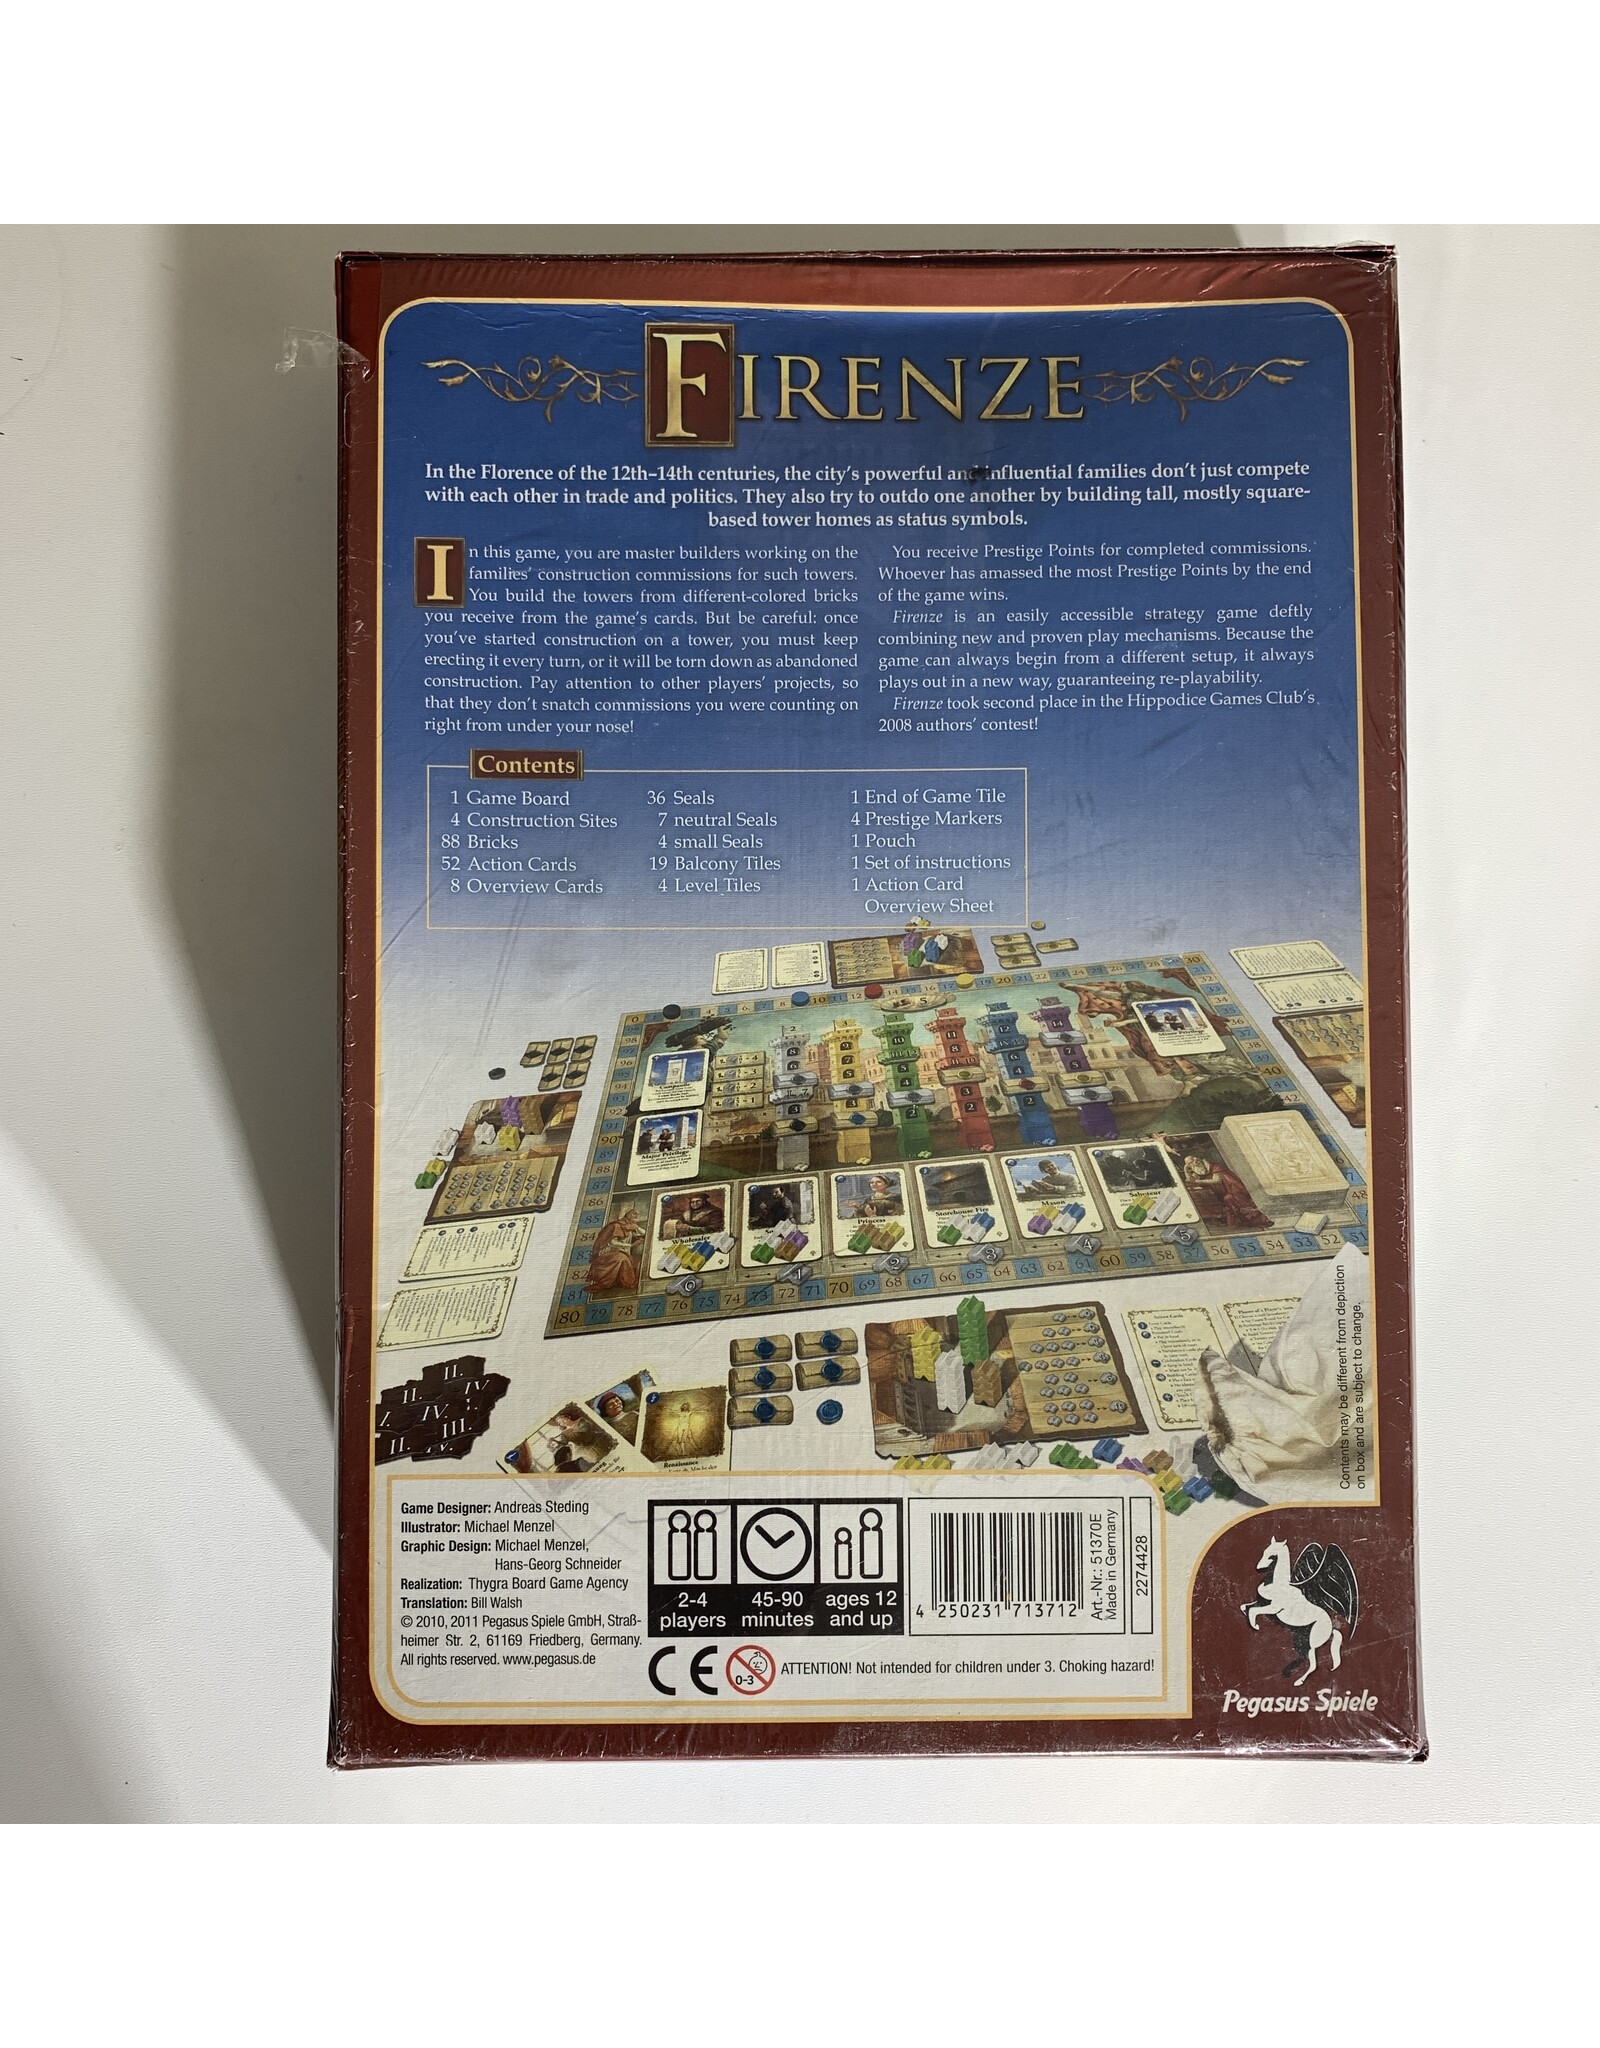 FIRENZE
In the Florence of the 12th–14th centuries, the city's powerful and influential families don't just compete
with each other in trade and politics. They also try to outdo one another by building tall, mostly square-
based tower homes as status symbols.
In this game, you are master builders working on the
families' construction commissions for such towers.
You build the towers from different-colored bricks
you receive from the game's cards. But be careful: once
you've started construction on a tower, you must keep
erecting it every turn, or it will be torn down as abandoned
construction. Pay attention to other players' projects, so
that they don't snatch commissions you were counting on
right from under your nose!
You receive Prestige Points for completed commissions.
Whoever has amassed the most Prestige Points by the end
of the game wins.
Firenze is an easily accessible strategy game deftly
combining new and proven play mechanisms. Because the
game can always begin from a different setup, it always
plays out in a new way, guaranteeing re-playability.
Firenze took second place in the Hippodice Games Club's
2008 authors' contest!
Contents
1 Game Board
4 Construction Sites
88 Bricks
52 Action Cards
8 Overview Cards
36 Seals
7 neutral Seals
4 small Seals
19 Balcony Tiles
4 Level Tiles
1 End of Game Tile
4 Prestige Markers
1 Pouch
1 Set of instructions
1 Action Card
Overview Sheet
Major Privilege
Wholesaler
Princess
Storehouse Fire
Mason
Saboteur
Renaissance
Contents may be different from depiction
on box and are subject to change.
Game Designer: Andreas Steding
Illustrator: Michael Menzel
Graphic Design: Michael Menzel,
Hans-Georg Schneider
Realization: Thygra Board Game Agency
Translation: Bill Walsh
© 2010, 2011 Pegasus Spiele GmbH, Straß-
heimer Str. 2, 61169 Friedberg, Germany.
All rights reserved. www.pegasus.de
2-4
players
45-90
minutes
ages 12
and up
4 250231 713712
Art.-Nr.: 51370E
Made in Germany
2274428
CE
0-3
ATTENTION! Not intended for children under 3. Choking hazard!
Pegasus Spiele